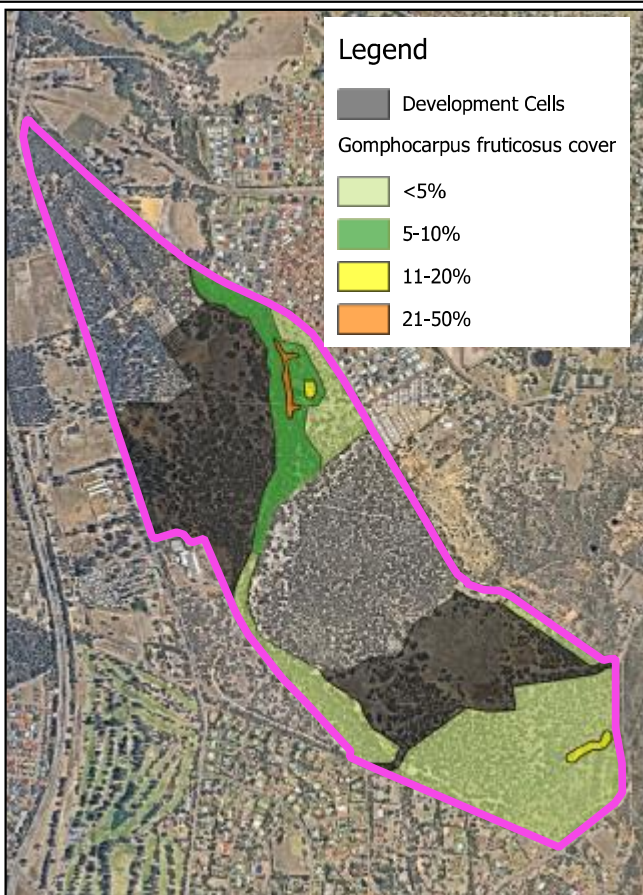 Legend
Development Cells
Gomphocarpus fruticosus cover
<5%
5-10%
11-20%
21-50%